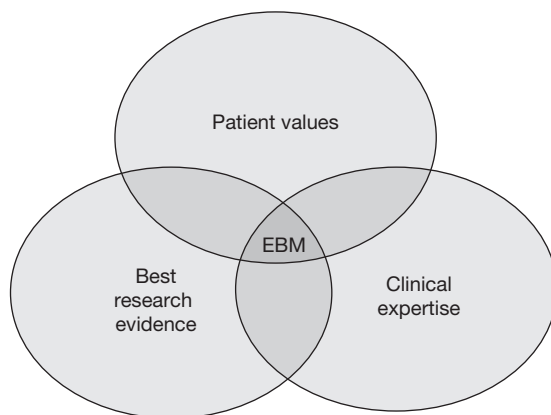 Patient values
EBM
Best
research
evidence
Clinical
expertise